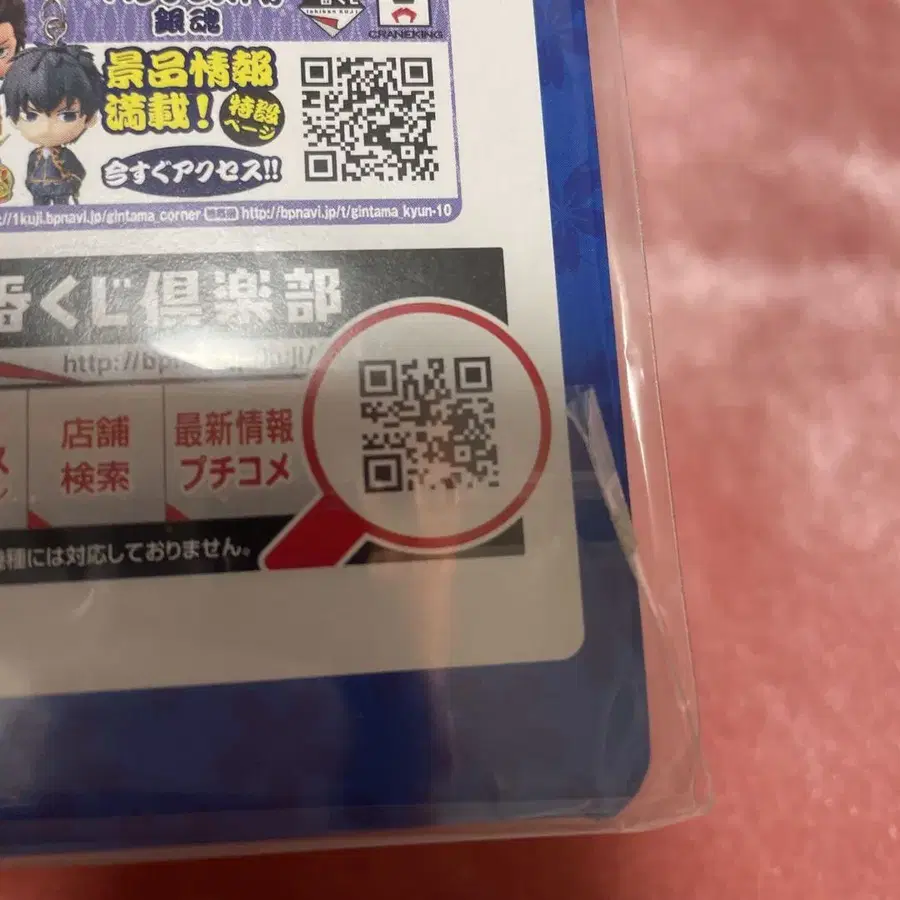 銀魂
ICHIBAN KUJI
CRANEKING
景品情報
満載！
特設
ページ
今すぐアクセス!!
://1kuji.bpnavi.jp/gintama_corner
http://bpnavi.jp/t/gintama_kyun-10
番くじ倶楽部
店舗
検索
最新情報
プチコメ
機種には対応しておりません。